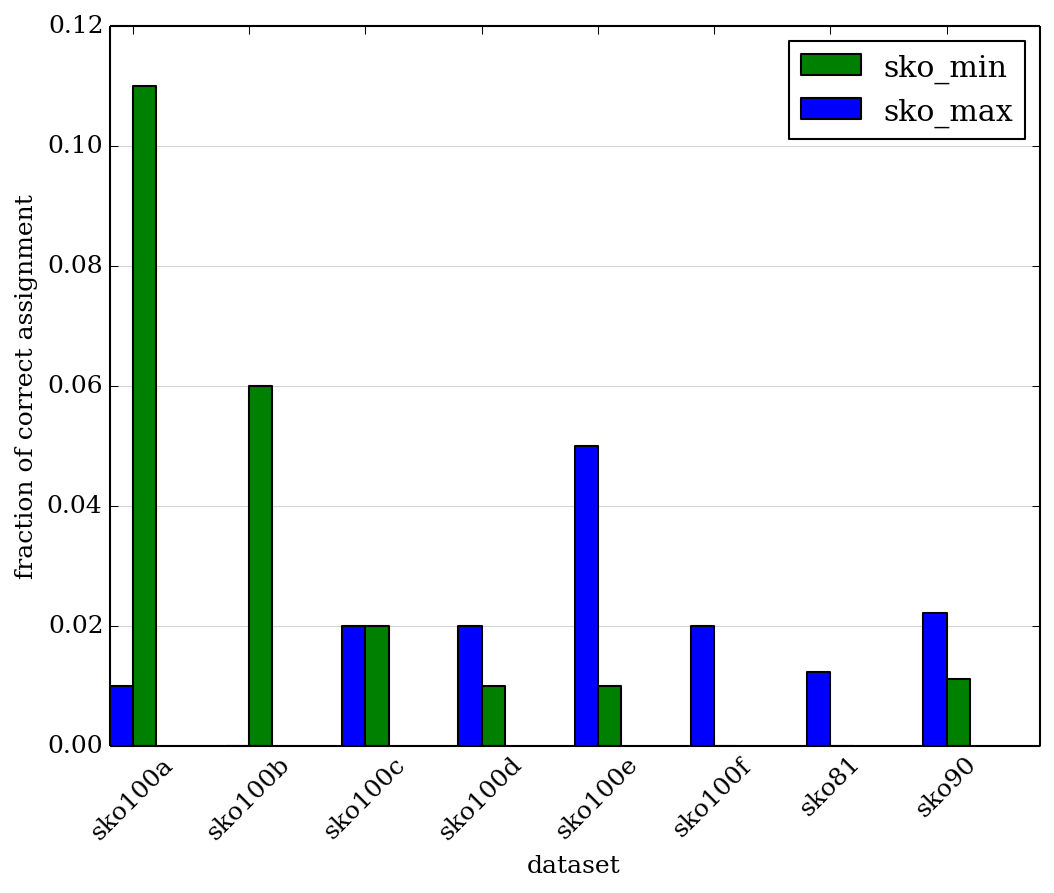 0.12
0.10
0.08
0.06
0.04
0.02
0.00
fraction of correct assignment
sko_min
sko_max
sko100a
sko100b
sko100c
sko100d
sko100e
sko100f
sko81
sko90
dataset